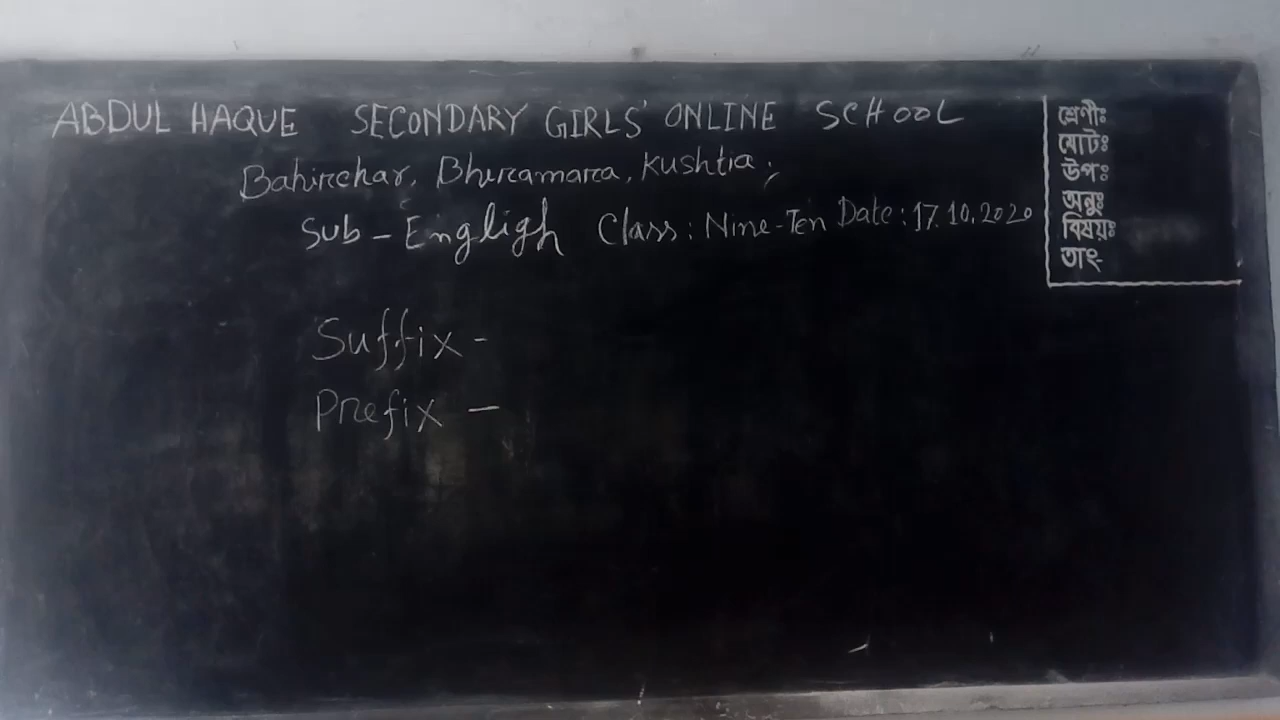 ABDUL HAQUE SECONDARY GIRLS' ONLINE SCHOOL
Bahirchar, Bheramara, Kushtia;
Sub - Engligh Class: Nine-Ten Date: 17.10.2020
Suffix -
Prefix -
শ্রেণীঃ
মোটঃ
উপঃ
অনুঃ
বিষয়ঃ
তাং-